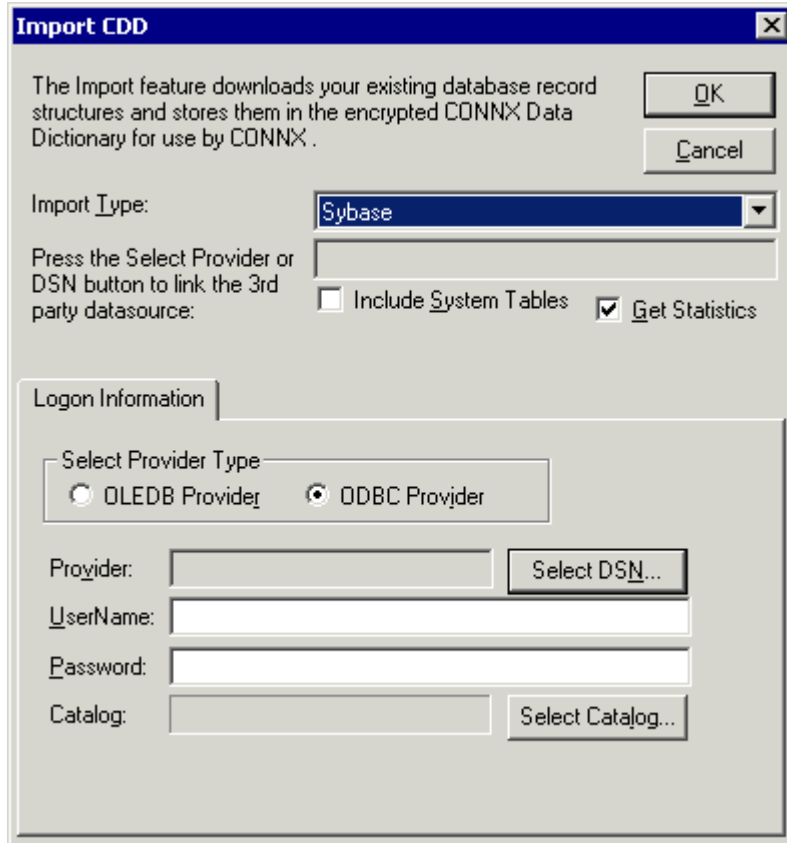 Import CDD
The Import feature downloads your existing database record
structures and stores them in the encrypted CONNX Data
Dictionary for use by CONNX .
OK
Cancel
Import Type:
Sybase
Press the Select Provider or
DSN button to link the 3rd
party datasource:
Include System Tables
Get Statistics
Logon Information
Select Provider Type
OLEDB Provider
ODBC Provider
Provider:
Select DSN...
UserName:
Password:
Catalog:
Select Catalog...